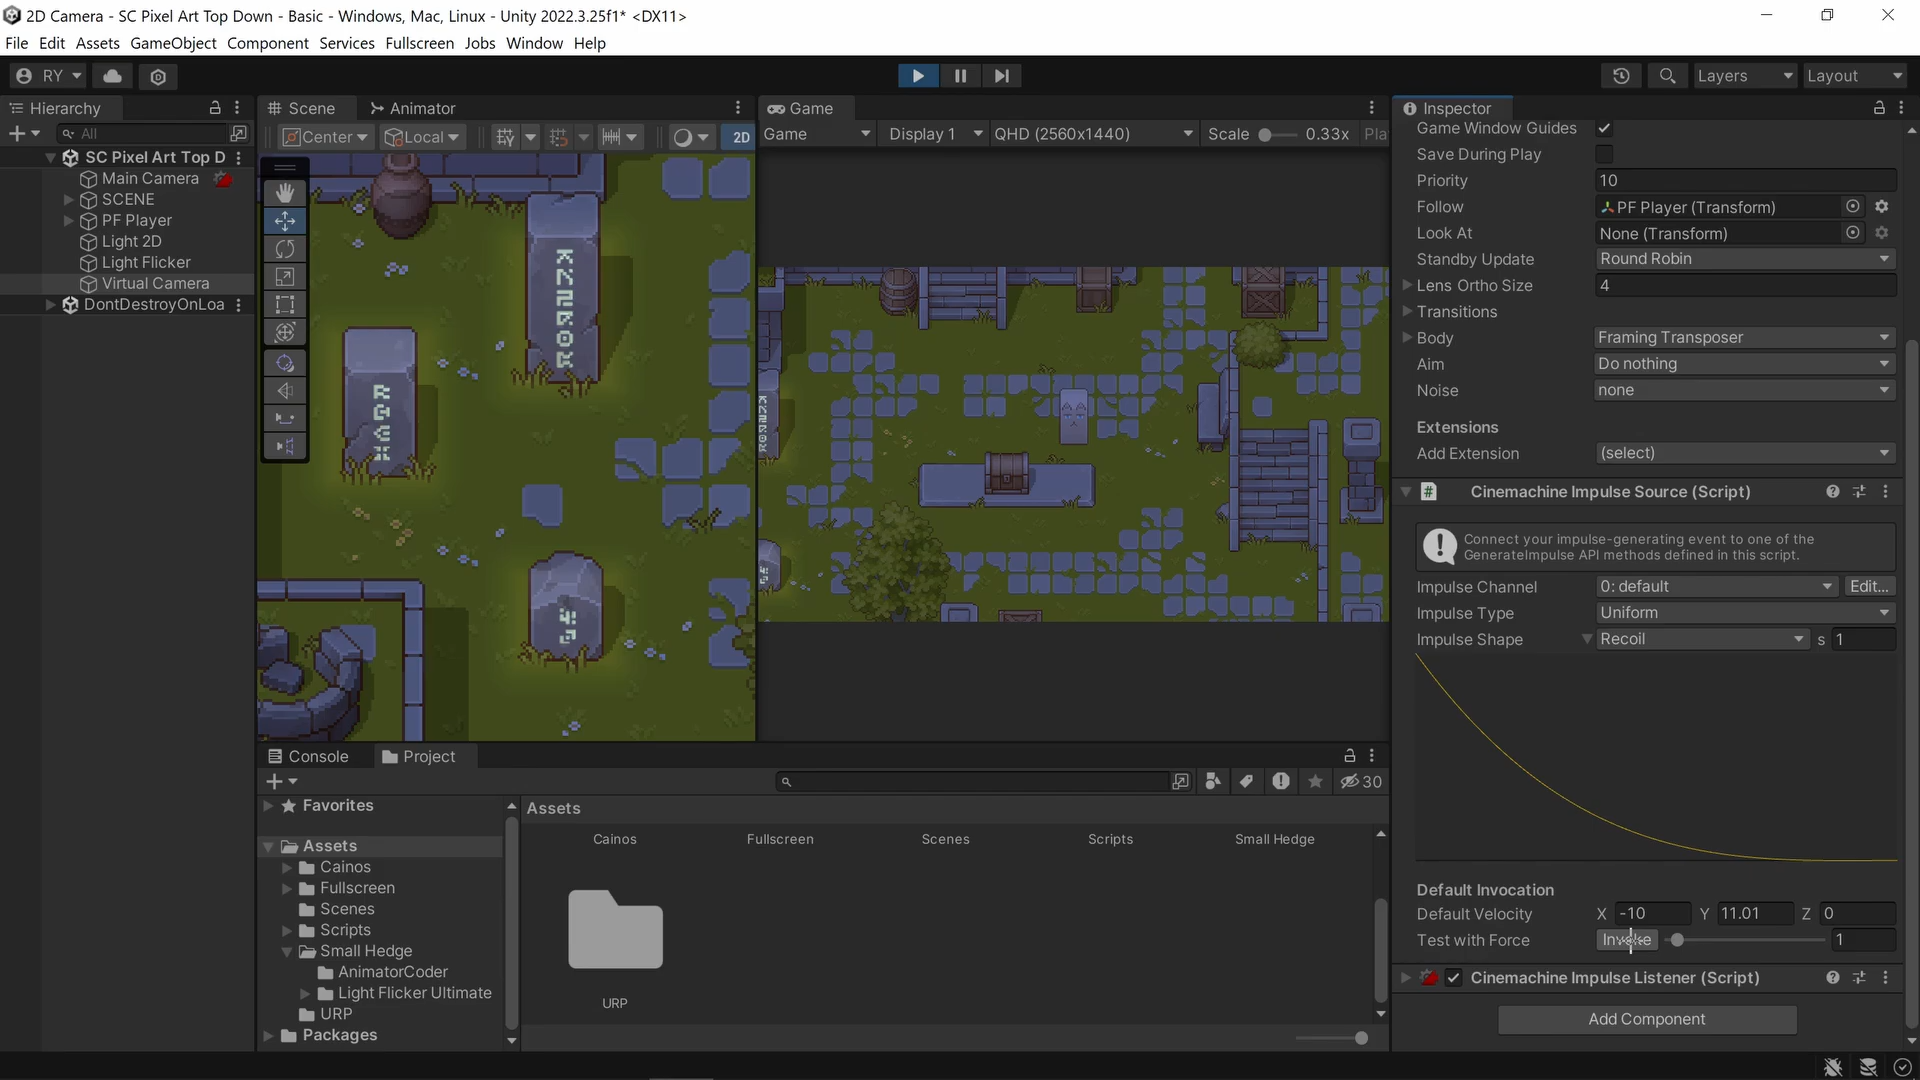 2D Camera - SC Pixel Art Top Down - Basic - Windows, Mac, Linux - Unity 2022.3.25f1* <DX11>
File Edit Assets GameObject Component Services Fullscreen Jobs Window Help
RY Layers Layout
Hierarchy
All
SC Pixel Art Top D
Main Camera
SCENE
PF Player
Light 2D
Light Flicker
Virtual Camera
DontDestroyOnLoa
Scene Animator
Center Local 2D
Game
Game Display 1 QHD (2560x1440) Scale 0.33x Pla
Console Project
30
Favorites
Assets
Cainos
Fullscreen
Scenes
Scripts
Small Hedge
AnimatorCoder
Light Flicker Ultimate
URP
Packages
Assets
Cainos Fullscreen Scenes Scripts Small Hedge
URP
Inspector
Game Window Guides
Save During Play
Priority 10
Follow PF Player (Transform)
Look At None (Transform)
Standby Update Round Robin
Lens Ortho Size 4
Transitions
Body Framing Transposer
Aim Do nothing
Noise none
Extensions
Add Extension (select)
# Cinemachine Impulse Source (Script)
Connect your impulse-generating event to one of the
GenerateImpulse API methods defined in this script.
Impulse Channel 0: default Edit...
Impulse Type Uniform
Impulse Shape Recoil s 1
Default Invocation
Default Velocity X -10 Y 11.01 Z 0
Test with Force Invoke 1
Cinemachine Impulse Listener (Script)
Add Component